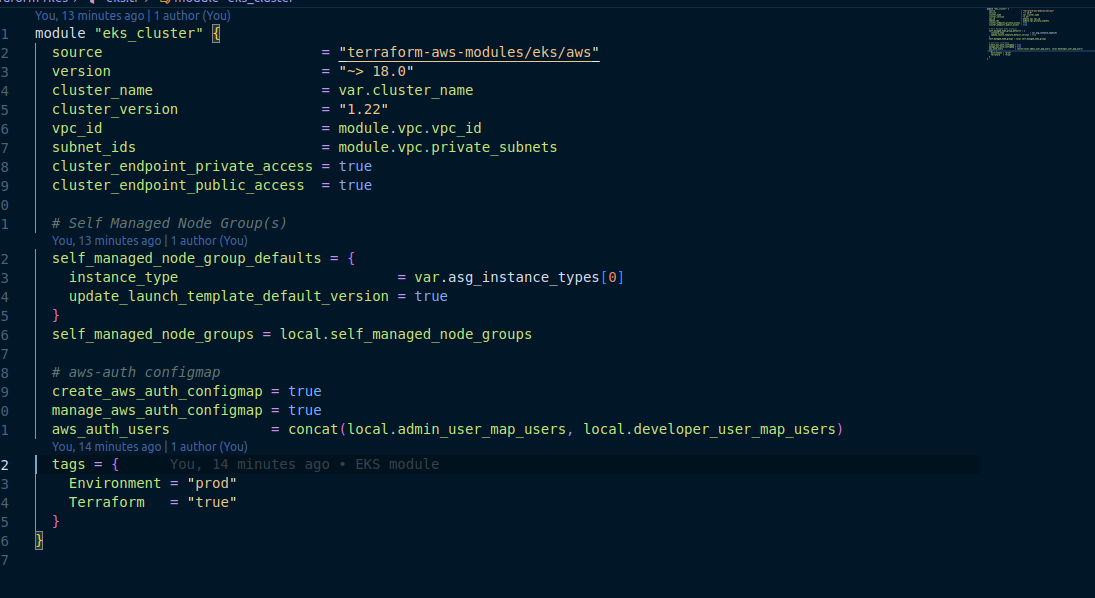 You, 13 minutes ago | 1 author (You)
1 module "eks_cluster" {
2 source = "terraform-aws-modules/eks/aws"
3 version = "~> 18.0"
4 cluster_name = var.cluster_name
5 cluster_version = "1.22"
6 vpc_id = module.vpc.vpc_id
7 subnet_ids = module.vpc.private_subnets
8 cluster_endpoint_private_access = true
9 cluster_endpoint_public_access = true
0
1 # Self Managed Node Group(s)
You, 13 minutes ago | 1 author (You)
2 self_managed_node_group_defaults = {
3 instance_type = var.asg_instance_types[0]
4 update_launch_template_default_version = true
5 }
6 self_managed_node_groups = local.self_managed_node_groups
7
8 # aws-auth configmap
9 create_aws_auth_configmap = true
0 manage_aws_auth_configmap = true
1 aws_auth_users = concat(local.admin_user_map_users, local.developer_user_map_users)
You, 14 minutes ago | 1 author (You)
2 tags = { You, 14 minutes ago • EKS module
3 Environment = "prod"
4 Terraform = "true"
5 }
6 }
7